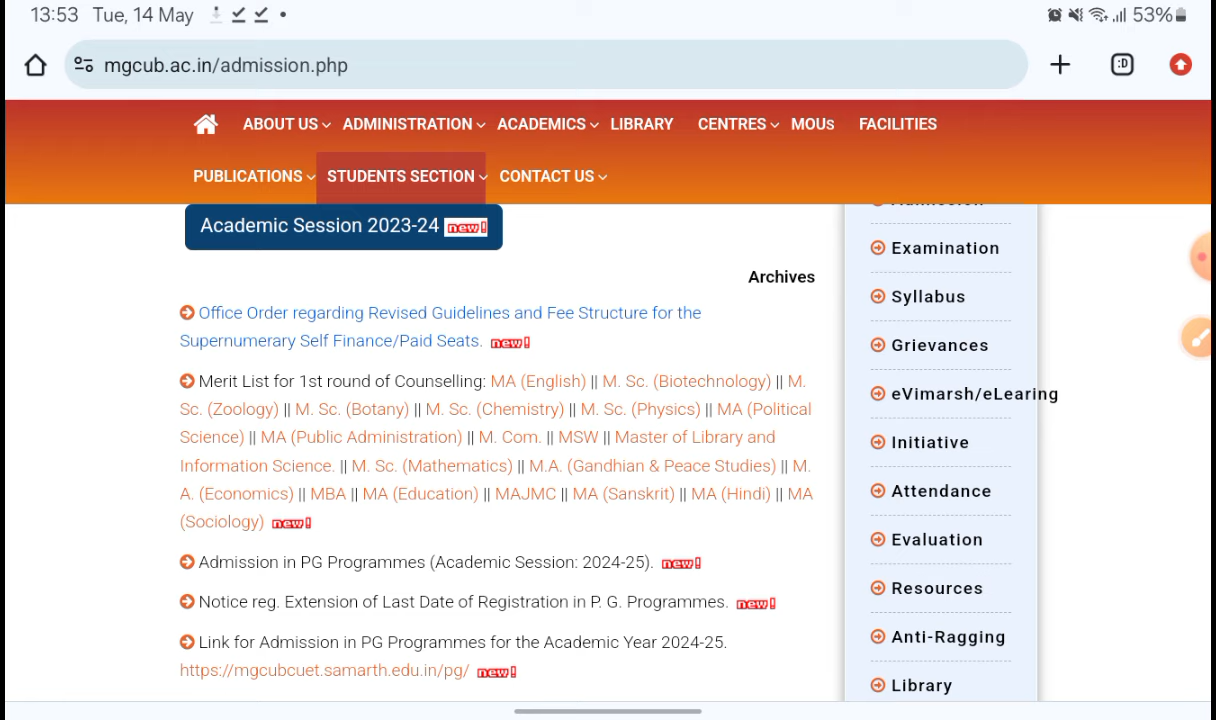 13:53 Tue, 14 May
53%
mgcub.ac.in/admission.php
:D
ABOUT US ADMINISTRATION ACADEMICS LIBRARY CENTRES MOUs FACILITIES
PUBLICATIONS STUDENTS SECTION CONTACT US
Academic Session 2023-24 new!
Archives
Office Order regarding Revised Guidelines and Fee Structure for the
Supernumerary Self Finance/Paid Seats. new!
Merit List for 1st round of Counselling: MA (English) || M. Sc. (Biotechnology) || M.
Sc. (Zoology) || M. Sc. (Botany) || M. Sc. (Chemistry) || M. Sc. (Physics) || MA (Political
Science) || MA (Public Administration) || M. Com. || MSW || Master of Library and
Information Science. || M. Sc. (Mathematics) || M.A. (Gandhian & Peace Studies) || M.
A. (Economics) || MBA || MA (Education) || MAJMC || MA (Sanskrit) || MA (Hindi) || MA
(Sociology) new!
Admission in PG Programmes (Academic Session: 2024-25). new!
Notice reg. Extension of Last Date of Registration in P. G. Programmes. new!
Link for Admission in PG Programmes for the Academic Year 2024-25.
https://mgcubcuet.samarth.edu.in/pg/ new!
Examination
Syllabus
Grievances
eVimarsh/eLearing
Initiative
Attendance
Evaluation
Resources
Anti-Ragging
Library